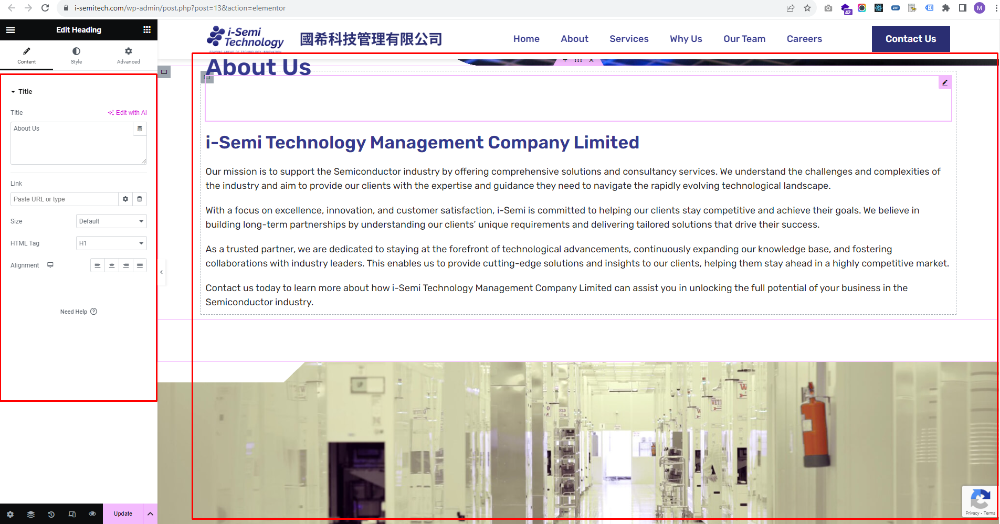 i-semitech.com/wp-admin/post.php?post=13&action=elementor
42
ZIP
M
Edit Heading
Content
Style
Advanced
Title
Title
Edit with AI
About Us
Link
Paste URL or type
Size
Default
HTML Tag
H1
Alignment
Need Help
Update
i-Semi
Technology
STAYING AHEAD OF TECHNOLOGY INNOVATION
國希科技管理有限公司
Home
About
Services
Why Us
Our Team
Careers
Contact Us
About Us
i-Semi Technology Management Company Limited
Our mission is to support the Semiconductor industry by offering comprehensive solutions and consultancy services. We understand the challenges and complexities of
the industry and aim to provide our clients with the expertise and guidance they need to navigate the rapidly evolving technological landscape.
With a focus on excellence, innovation, and customer satisfaction, i-Semi is committed to helping our clients stay competitive and achieve their goals. We believe in
building long-term partnerships by understanding our clients’ unique requirements and delivering tailored solutions that drive their success.
As a trusted partner, we are dedicated to staying at the forefront of technological advancements, continuously expanding our knowledge base, and fostering
collaborations with industry leaders. This enables us to provide cutting-edge solutions and insights to our clients, helping them stay ahead in a highly competitive market.
Contact us today to learn more about how i-Semi Technology Management Company Limited can assist you in unlocking the full potential of your business in the
Semiconductor industry.
Privacy - Terms